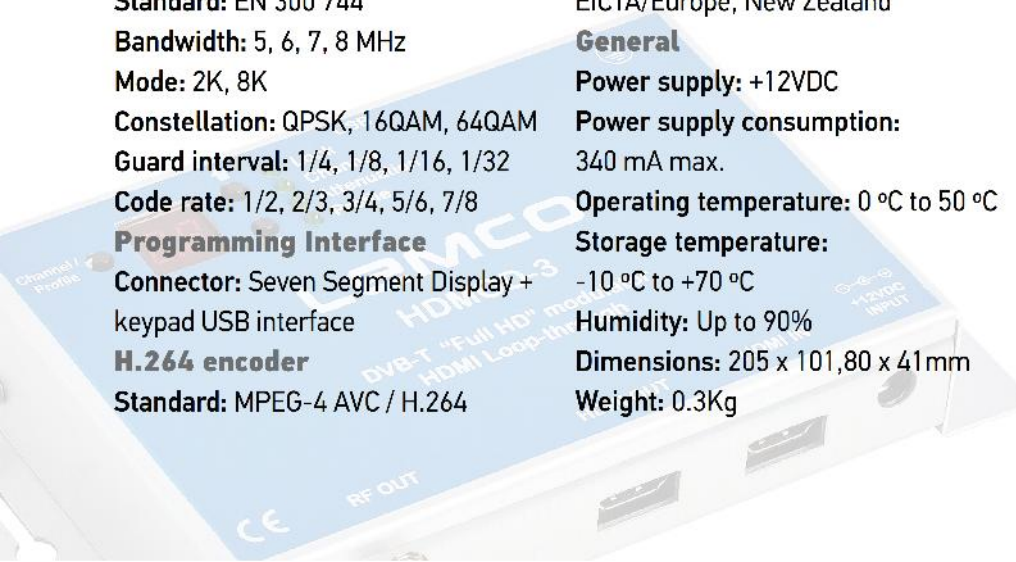 Standard: EN 300 744
Bandwidth: 5, 6, 7, 8 MHz
Mode: 2K, 8K
Constellation: QPSK, 16QAM, 64QAM
Guard interval: 1/4, 1/8, 1/16, 1/32
Code rate: 1/2, 2/3, 3/4, 5/6, 7/8
Programming Interface
Connector: Seven Segment Display +
keypad USB interface
H.264 encoder
Standard: MPEG-4 AVC / H.264
EICTA/Europe, New Zealand
General
Power supply: +12VDC
Power supply consumption:
340 mA max.
Operating temperature: 0 ºC to 50 ºC
Storage temperature:
-10 ºC to +70 ºC
Humidity: Up to 90%
Dimensions: 205 x 101,80 x 41mm
Weight: 0.3Kg
Channel /
Profile
DVB-T "Full HD"
HDMI Loop-through
+12VDC
INPUT
RF OUT
CE